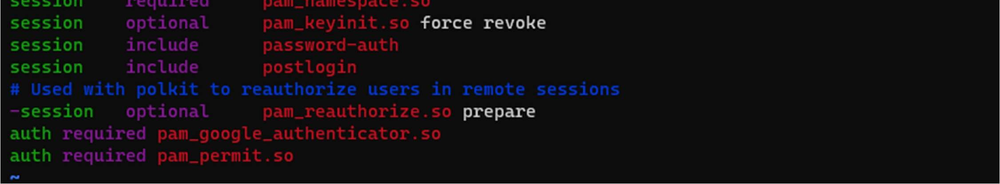 session    required     pam_namespace.so
session    optional     pam_keyinit.so force revoke
session    include      password-auth
session    include      postlogin
# Used with polkit to reauthorize users in remote sessions
-session   optional     pam_reauthorize.so prepare
auth required pam_google_authenticator.so
auth required pam_permit.so
~